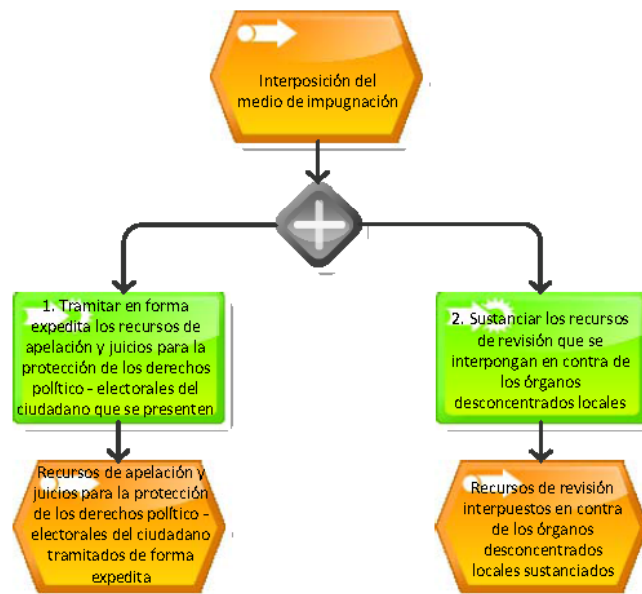 Interposición del
medio de impugnación
1. Tramitar en forma
expedita los recursos de
apelación y juicios para la
protección de los derechos
político - electorales del
ciudadano que se presenten
2. Sustanciar los recursos
de revisión que se
interpongan en contra de
los órganos
desconcentrados locales
Recursos de apelación y
juicios para la protección
de los derechos político -
electorales del ciudadano
tramitados de forma
expedita
Recursos de revisión
interpuestos en contra
de los órganos
desconcentrados
locales sustanciados